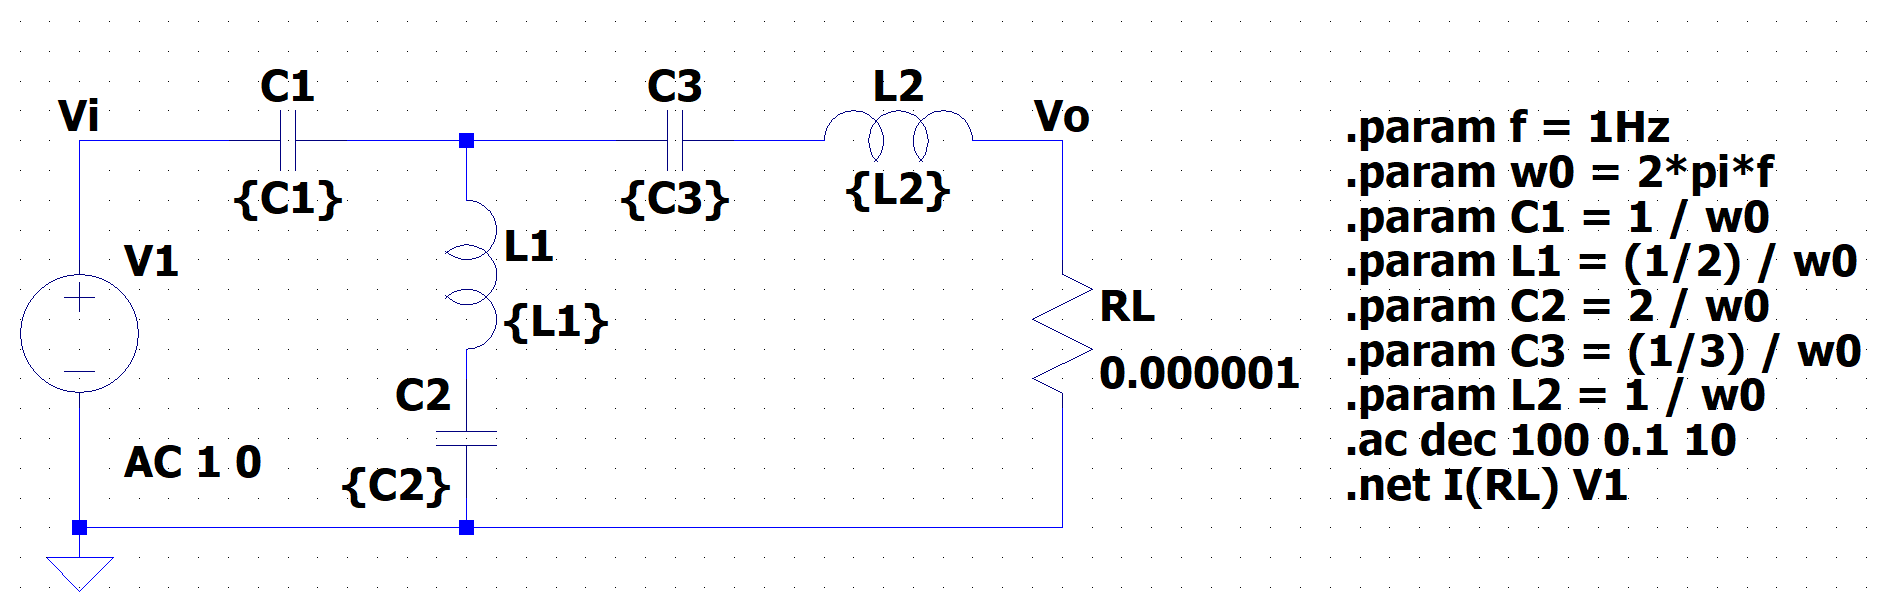 C1
C3
L2
Vi
Vo
{C1}
{C3}
{L2}
V1
L1
{L1}
RL
0.000001
C2
AC 1 0
{C2}
.param f = 1Hz
.param w0 = 2*pi*f
.param C1 = 1 / w0
.param L1 = (1/2) / w0
.param C2 = 2 / w0
.param C3 = (1/3) / w0
.param L2 = 1 / w0
.ac dec 100 0.1 10
.net I(RL) V1